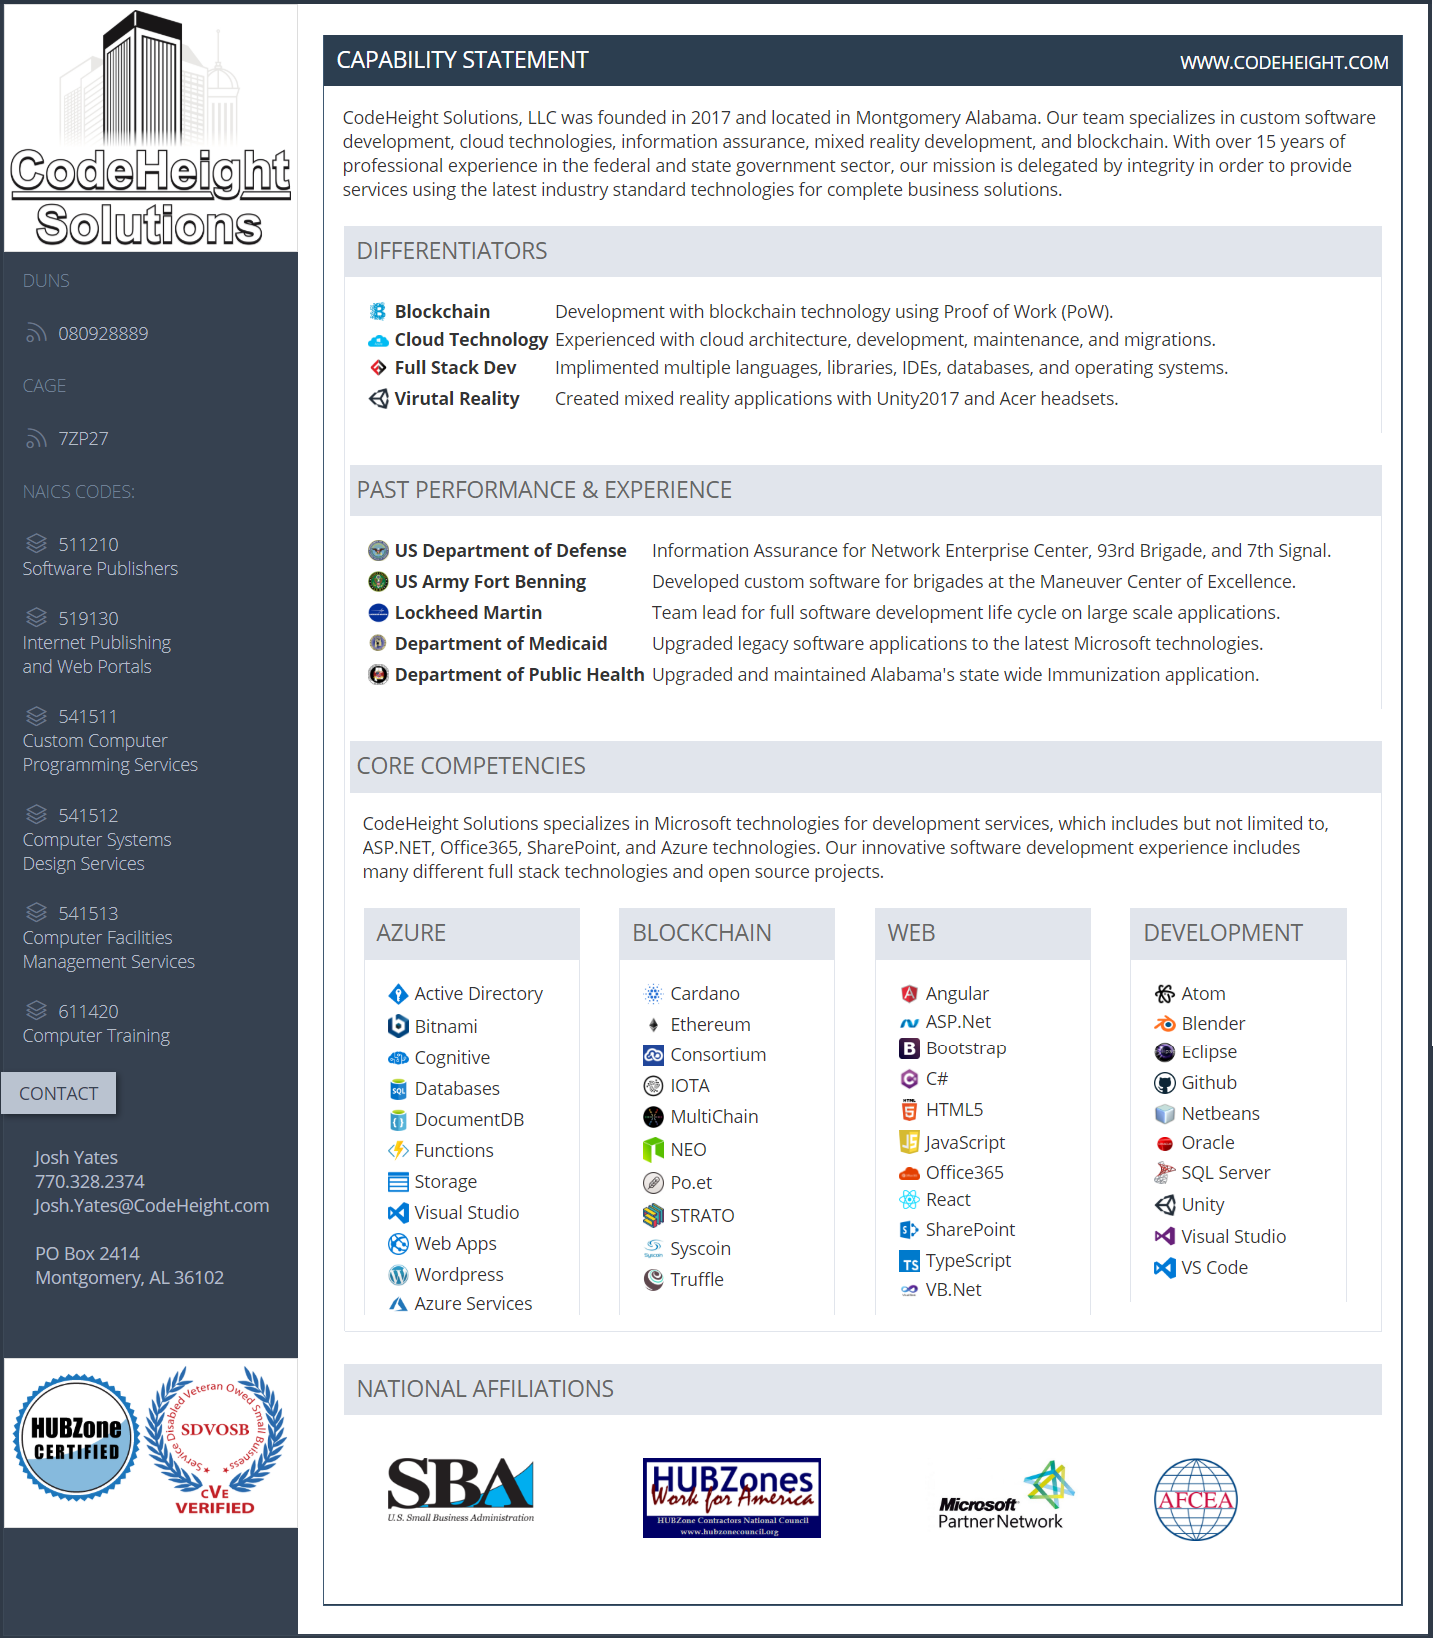 CodeHeight
Solutions
DUNS
080928889
CAGE
7ZP27
NAICS CODES:
511210
Software Publishers
519130
Internet Publishing
and Web Portals
541511
Custom Computer
Programming Services
541512
Computer Systems
Design Services
541513
Computer Facilities
Management Services
611420
Computer Training
CONTACT
Josh Yates
770.328.2374
Josh.Yates@CodeHeight.com
PO Box 2414
Montgomery, AL 36102
HUBZone
CERTIFIED
Service Disabled Veteran Owed Small Buisness
SDVOSB
CVE
VERIFIED
CAPABILITY STATEMENT WWW.CODEHEIGHT.COM
CodeHeight Solutions, LLC was founded in 2017 and located in Montgomery Alabama. Our team specializes in custom software
development, cloud technologies, information assurance, mixed reality development, and blockchain. With over 15 years of
professional experience in the federal and state government sector, our mission is delegated by integrity in order to provide
services using the latest industry standard technologies for complete business solutions.
DIFFERENTIATORS
Blockchain Development with blockchain technology using Proof of Work (PoW).
Cloud Technology Experienced with cloud architecture, development, maintenance, and migrations.
Full Stack Dev Implimented multiple languages, libraries, IDEs, databases, and operating systems.
Virutal Reality Created mixed reality applications with Unity2017 and Acer headsets.
PAST PERFORMANCE & EXPERIENCE
US Department of Defense Information Assurance for Network Enterprise Center, 93rd Brigade, and 7th Signal.
US Army Fort Benning Developed custom software for brigades at the Maneuver Center of Excellence.
Lockheed Martin Team lead for full software development life cycle on large scale applications.
Department of Medicaid Upgraded legacy software applications to the latest Microsoft technologies.
Department of Public Health Upgraded and maintained Alabama's state wide Immunization application.
CORE COMPETENCIES
CodeHeight Solutions specializes in Microsoft technologies for development services, which includes but not limited to,
ASP.NET, Office365, SharePoint, and Azure technologies. Our innovative software development experience includes
many different full stack technologies and open source projects.
AZURE
Active Directory
Bitnami
Cognitive
SQL Databases
DocumentDB
Functions
Storage
Visual Studio
Web Apps
Wordpress
Azure Services
BLOCKCHAIN
Cardano
Ethereum
Consortium
IOTA
MultiChain
NEO
Po.et
STRATO
Syscoin Syscoin
Truffle
WEB
Angular
ASP.Net
B Bootstrap
C#
HTML HTML5
JS JavaScript
Office365
React
SharePoint
TS TypeScript
VB.Net
DEVELOPMENT
Atom
Blender
Eclipse
Github
Netbeans
Oracle
SQL Server
Unity
Visual Studio
VS Code
NATIONAL AFFILIATIONS
SBA
U.S. Small Business Administration
HUBZones
Work for America
HUBZone Contractors National Council
www.hubzonecouncil.org
Microsoft
Partner Network
AFCEA